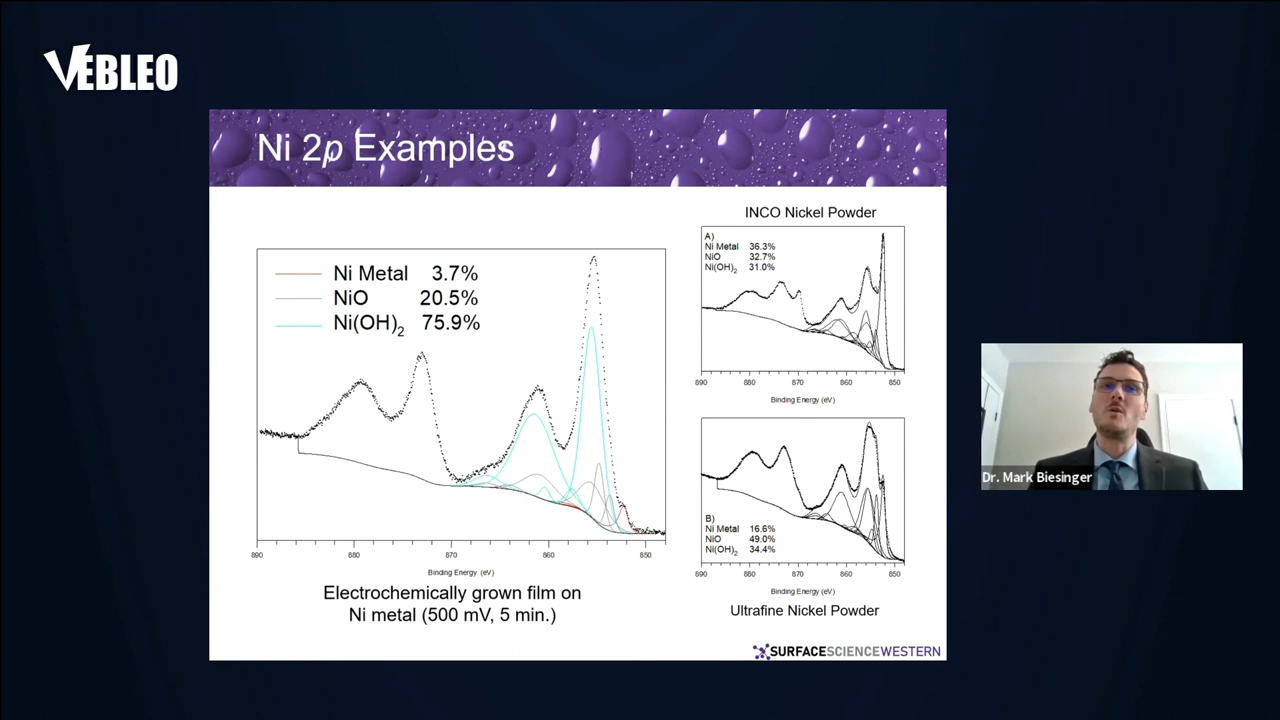 VEBLEO
Ni 2p Examples
Ni Metal 3.7%
NiO 20.5%
Ni(OH)2 75.9%
890 880 870 860 850
Binding Energy (eV)
Electrochemically grown film on
Ni metal (500 mV, 5 min.)
INCO Nickel Powder
A)
Ni Metal 36.3%
NiO 32.7%
Ni(OH)2 31.0%
890 880 870 860 850
Binding Energy (eV)
B)
Ni Metal 16.6%
NiO 49.0%
Ni(OH)2 34.4%
890 880 870 860 850
Binding Energy (eV)
Ultrafine Nickel Powder
SURFACESCIENCEWESTERN
Dr. Mark Biesinger